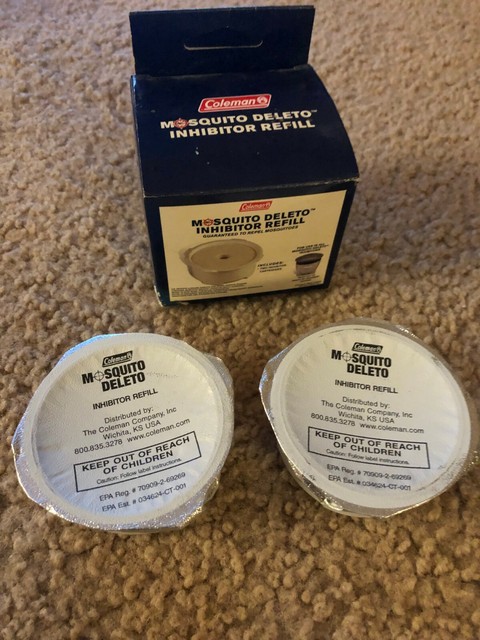 Coleman
MOSQUITO DELETO™
INHIBITOR REFILL
Coleman
MOSQUITO DELETO™
INHIBITOR REFILL
GUARANTEED TO REPEL MOSQUITOES
Coleman
MOSQUITO
DELETO
INHIBITOR REFILL
Distributed by:
The Coleman Company, Inc
Wichita, KS USA
800.835.3278 www.coleman.com
KEEP OUT OF REACH
OF CHILDREN
Caution: Follow label instructions.
EPA Reg. # 70909-2-69269
EPA Est. # 034624-CT-001
Coleman
MOSQUITO
DELETO
INHIBITOR REFILL
Distributed by:
The Coleman Company, Inc
Wichita, KS USA
800.835.3278 www.coleman.com
KEEP OUT OF REACH
OF CHILDREN
Caution: Follow label instructions.
EPA Reg. # 70909-2-69269
EPA Est. # 034624-CT-001